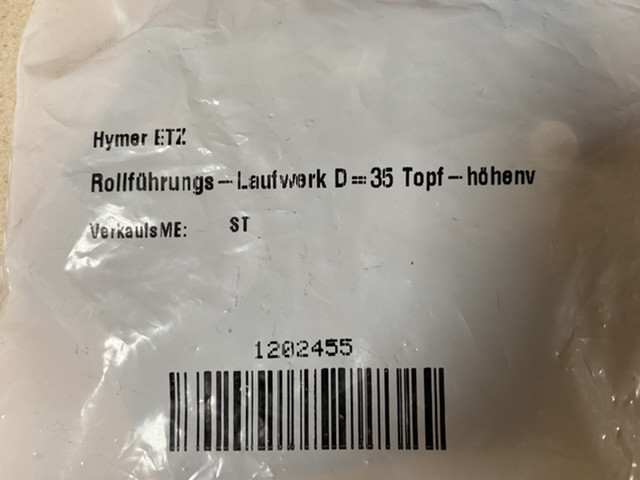 Hymer ETZ
Rollführungs-Laufwerk D=35 Topf-höhenv
VerkaufsME: ST
1202455